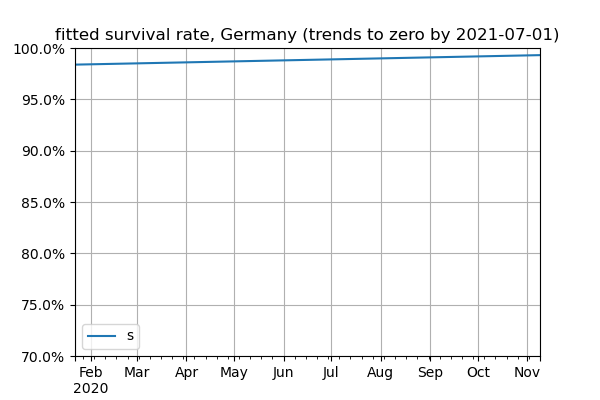 fitted survival rate, Germany (trends to zero by 2021-07-01)
100.0%
95.0%
90.0%
85.0%
80.0%
75.0%
70.0%
s
Feb Mar Apr May Jun Jul Aug Sep Oct Nov
2020